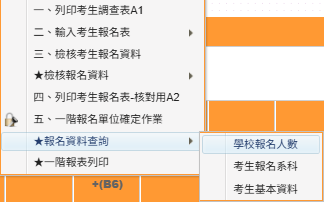 一、列印考生調查表A1
二、輸入考生報名表
三、檢核考生報名資料
★檢核報名資料
四、列印考生報名表-核對用A2
五、一階報名單位確定作業
★報名資料查詢
學校報名人數
★一階報表列印
考生報名系科
+(B6)
考生基本資料